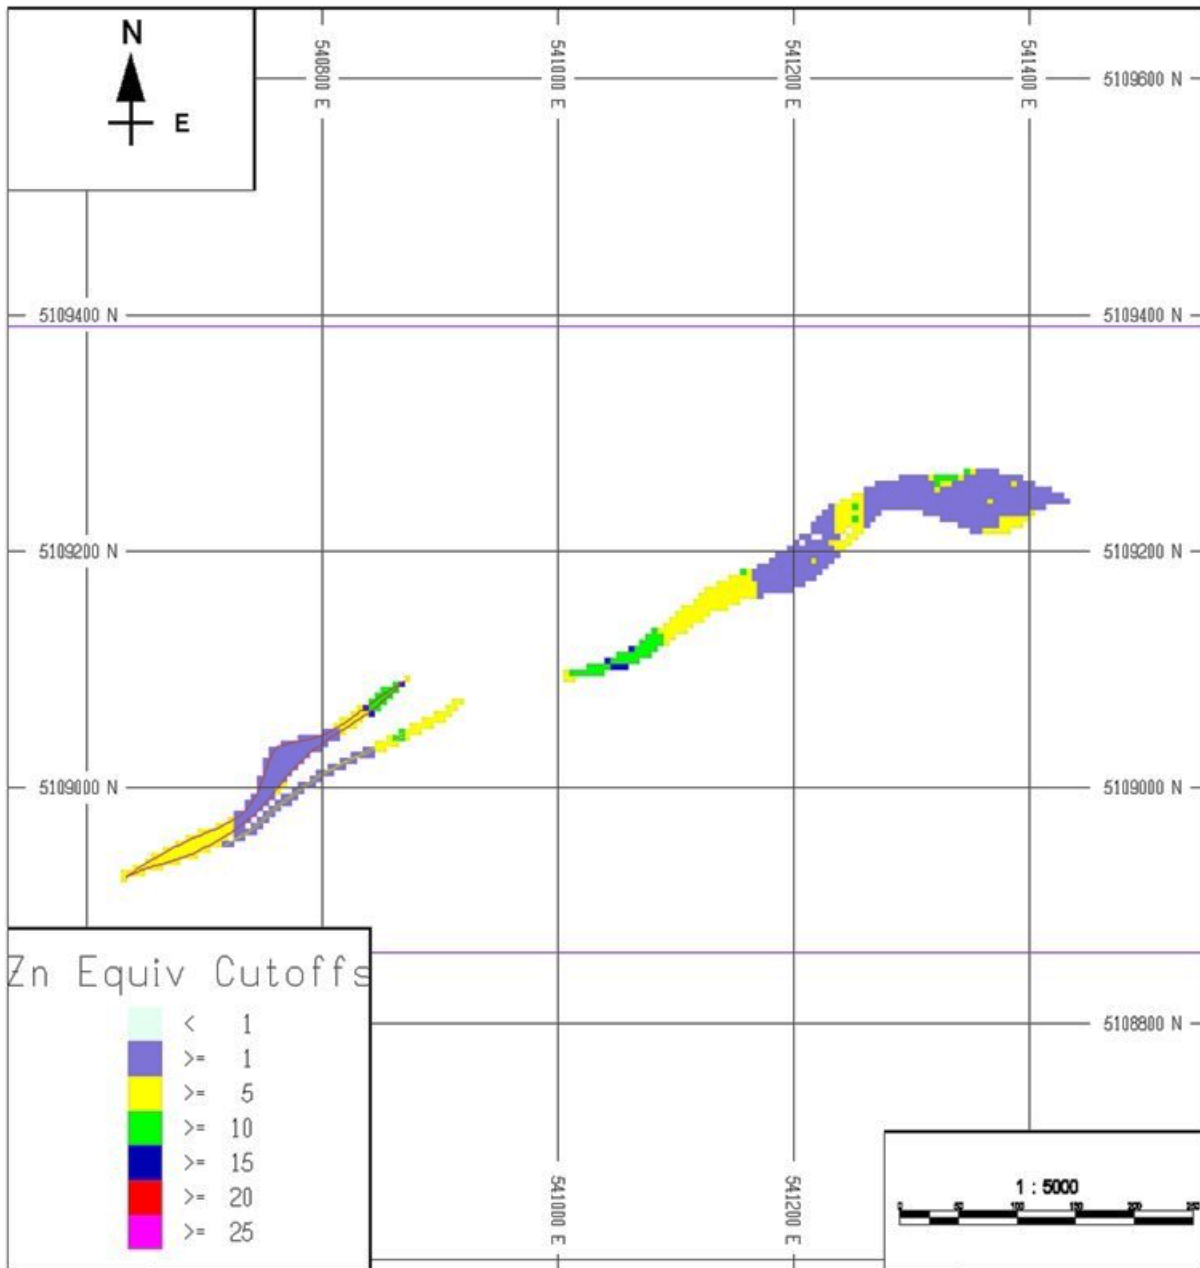 N
E
540800 E
541000 E
541200 E
541400 E
5109600 N
5109400 N
5109400 N
5109200 N
5109200 N
5109000 N
5109000 N
5108800 N
Zn Equiv Cutoffs
< 1
>= 1
>= 5
>= 10
>= 15
>= 20
>= 25
541000 E
541200 E
1 : 5000